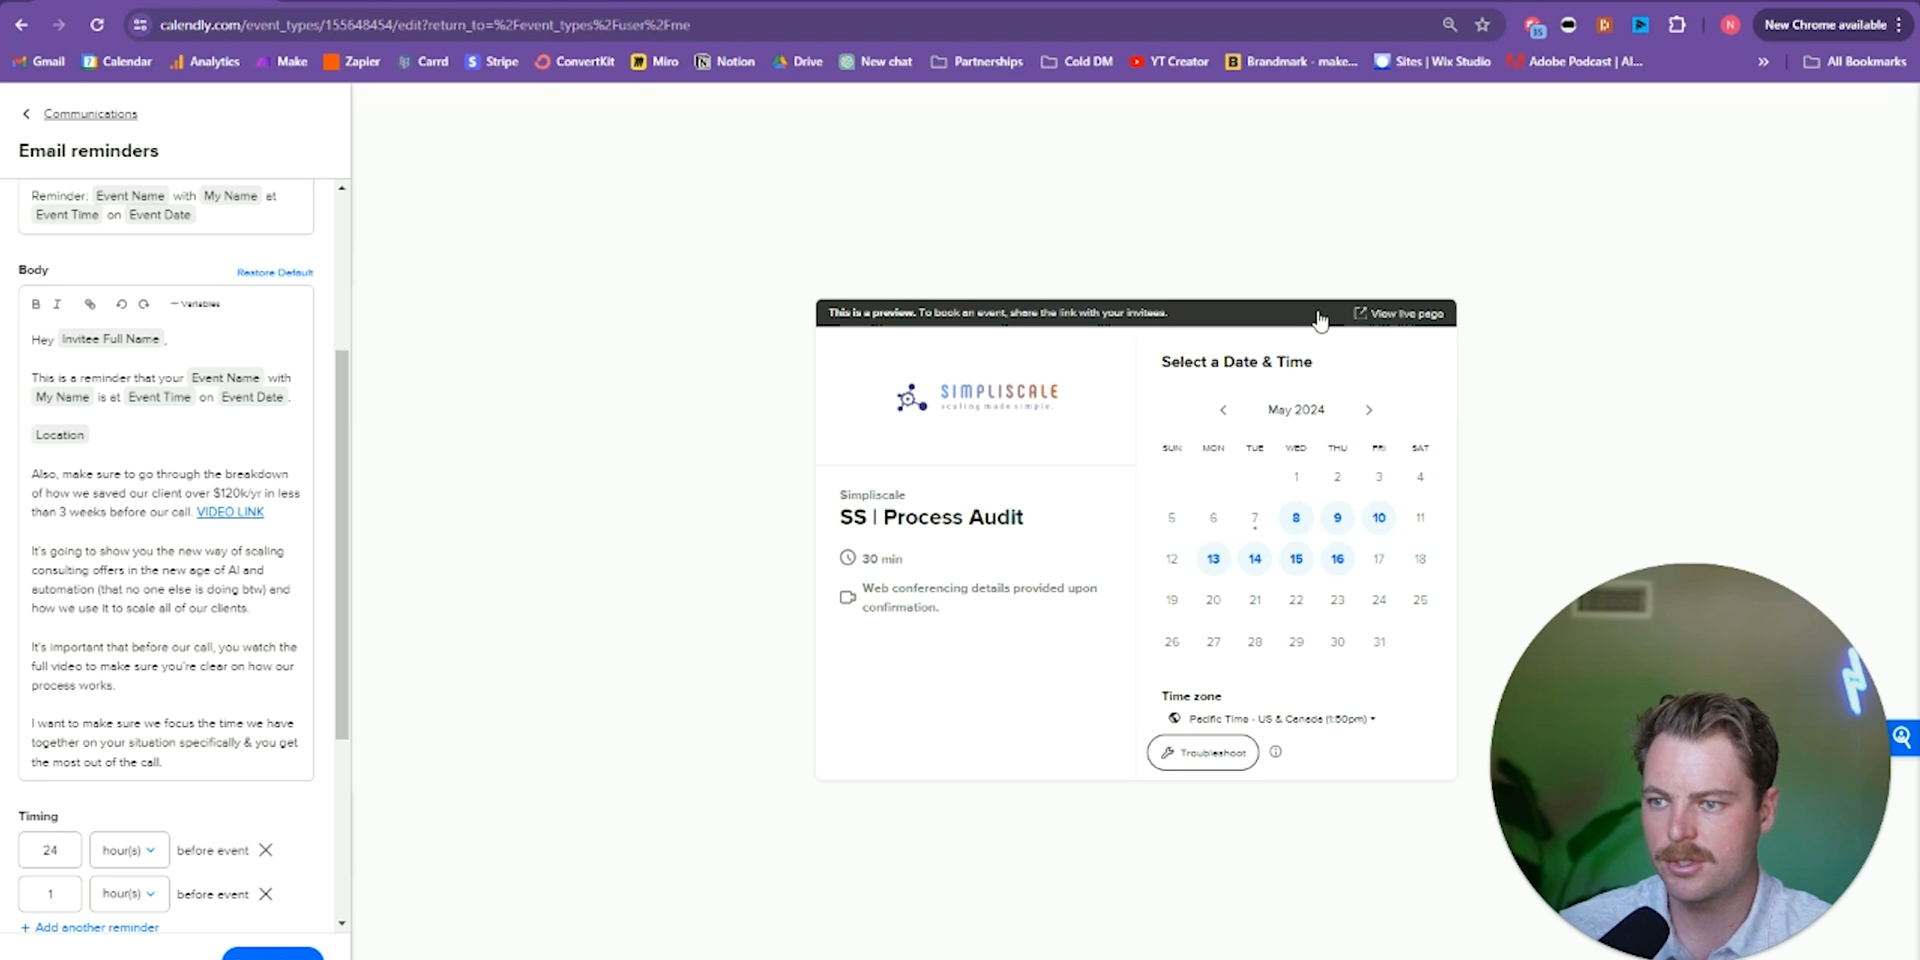 calendly.com/event_types/155648454/edit?return_to=%2Fevent_types%2Fuser%2Fme
35
N
New Chrome available
Gmail
7 Calendar
Analytics
Make
Zapier
Carrd
S Stripe
ConvertKit
Miro
Notion
Drive
New chat
Partnerships
Cold DM
YT Creator
B Brandmark - make...
Sites | Wix Studio
Adobe Podcast | AI...
»
All Bookmarks
Communications
Email reminders
Reminder: Event Name with My Name at
Event Time on Event Date
Body
Restore Default
B I
Variables
Hey Invitee Full Name ,
This is a reminder that your Event Name with
My Name is at Event Time on Event Date .
Location
Also, make sure to go through the breakdown
of how we saved our client over $120k/yr in less
than 3 weeks before our call. VIDEO LINK
It's going to show you the new way of scaling
consulting offers in the new age of AI and
automation (that no one else is doing btw) and
how we use it to scale all of our clients.
It's important that before our call, you watch the
full video to make sure you're clear on how our
process works.
I want to make sure we focus the time we have
together on your situation specifically & you get
the most out of the call.
Timing
24 hour(s) before event
1 hour(s) before event
+ Add another reminder
This is a preview. To book an event, share the link with your invitees.
View live page
SIMPLISCALE
scaling made simple.
Simpliscale
SS | Process Audit
30 min
Web conferencing details provided upon
confirmation.
Select a Date & Time
May 2024
SUN MON TUE WED THU FRI SAT
1 2 3 4
5 6 7 8 9 10 11
12 13 14 15 16 17 18
19 20 21 22 23 24 25
26 27 28 29 30 31
Time zone
Pacific Time - US & Canada (1:50pm)
Troubleshoot